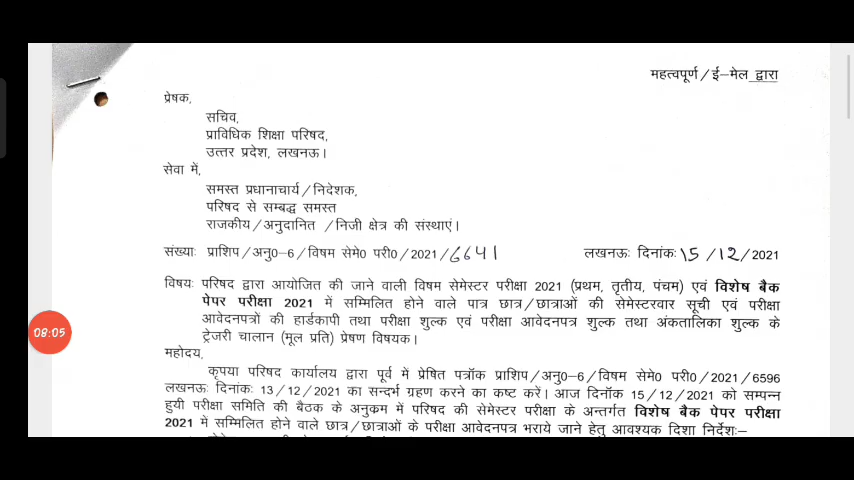 महत्वपूर्ण/ई–मेल द्वारा
प्रेषक,
सचिव,
प्राविधिक शिक्षा परिषद,
उत्तर प्रदेश, लखनऊ।
सेवा में,
समस्त प्रधानाचार्य/निदेशक,
परिषद से सम्बद्ध समस्त
राजकीय/अनुदानित /निजी क्षेत्र की संस्थाएं।
संख्याः प्राशिप/अनु0–6/विषम सेमे0 परी0/2021/6641 लखनऊः दिनांकः 15/12/2021
विषयः परिषद द्वारा आयोजित की जाने वाली विषम सेमेस्टर परीक्षा 2021 (प्रथम, तृतीय, पंचम) एवं विशेष बैक
पेपर परीक्षा 2021 में सम्मिलित होने वाले पात्र छात्र/छात्राओं की सेमेस्टरवार सूची एवं परीक्षा
आवेदनपत्रों की हार्डकापी तथा परीक्षा शुल्क एवं परीक्षा आवेदनपत्र शुल्क तथा अंकतालिका शुल्क के
08:05
ट्रेजरी चालान (मूल प्रति) प्रेषण विषयक।
महोदय,
कृपया परिषद कार्यालय द्वारा पूर्व में प्रेषित पत्रॉक प्राशिप/अनु0–6/विषम सेमे0 परी0/2021/6596
लखनऊः दिनांकः 13/12/2021 का सन्दर्भ ग्रहण करने का कष्ट करें। आज दिनॉक 15/12/2021 को सम्पन्न
हुयी परीक्षा समिति की बैठक के अनुक्रम में परिषद की सेमेस्टर परीक्षा के अन्तर्गत विशेष बैक पेपर परीक्षा
2021 में सम्मिलित होने वाले छात्र/छात्राओं के परीक्षा आवेदनपत्र भराये जाने हेतु आवश्यक दिशा निर्देशः–